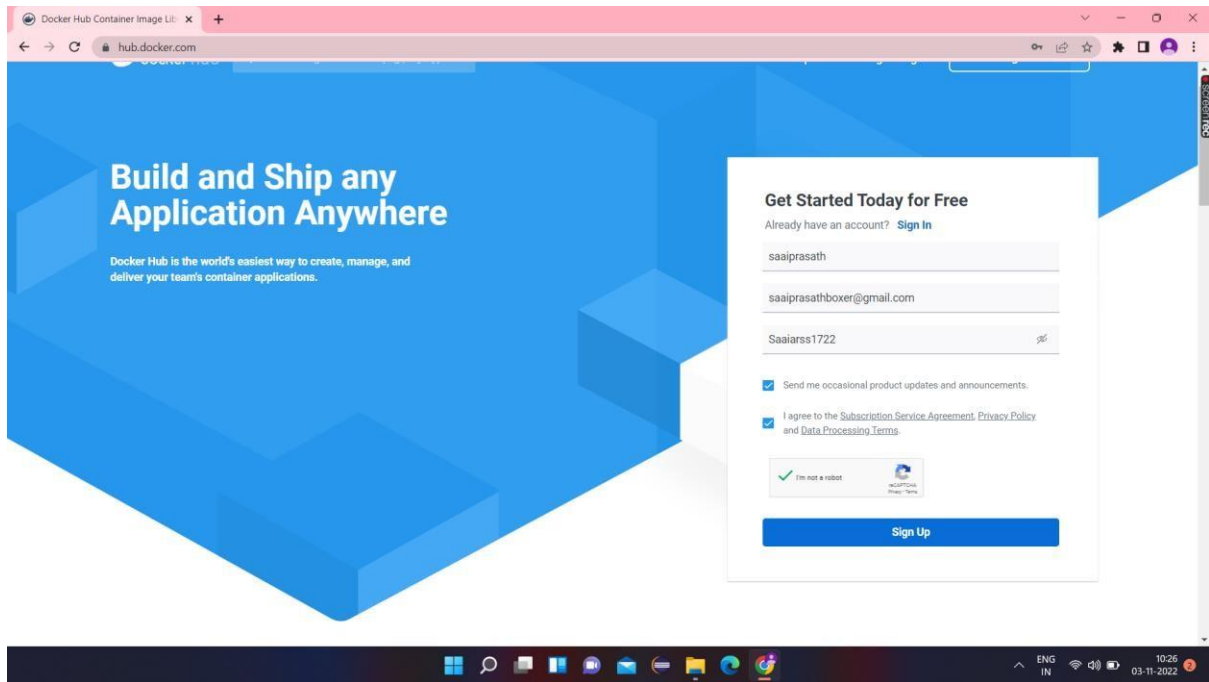 Docker Hub Container Image Lib
hub.docker.com
Build and Ship any
Application Anywhere
Docker Hub is the world's easiest way to create, manage, and
deliver your team's container applications.
Get Started Today for Free
Already have an account? Sign In
saaiprasath
saaiprasathboxer@gmail.com
Saaiarss1722
Send me occasional product updates and announcements.
I agree to the Subscription Service Agreement, Privacy Policy
and Data Processing Terms.
I'm not a robot
reCAPTCHA
Privacy - Terms
Sign Up
screenrec
ENG
IN
10:26
03-11-2022
2